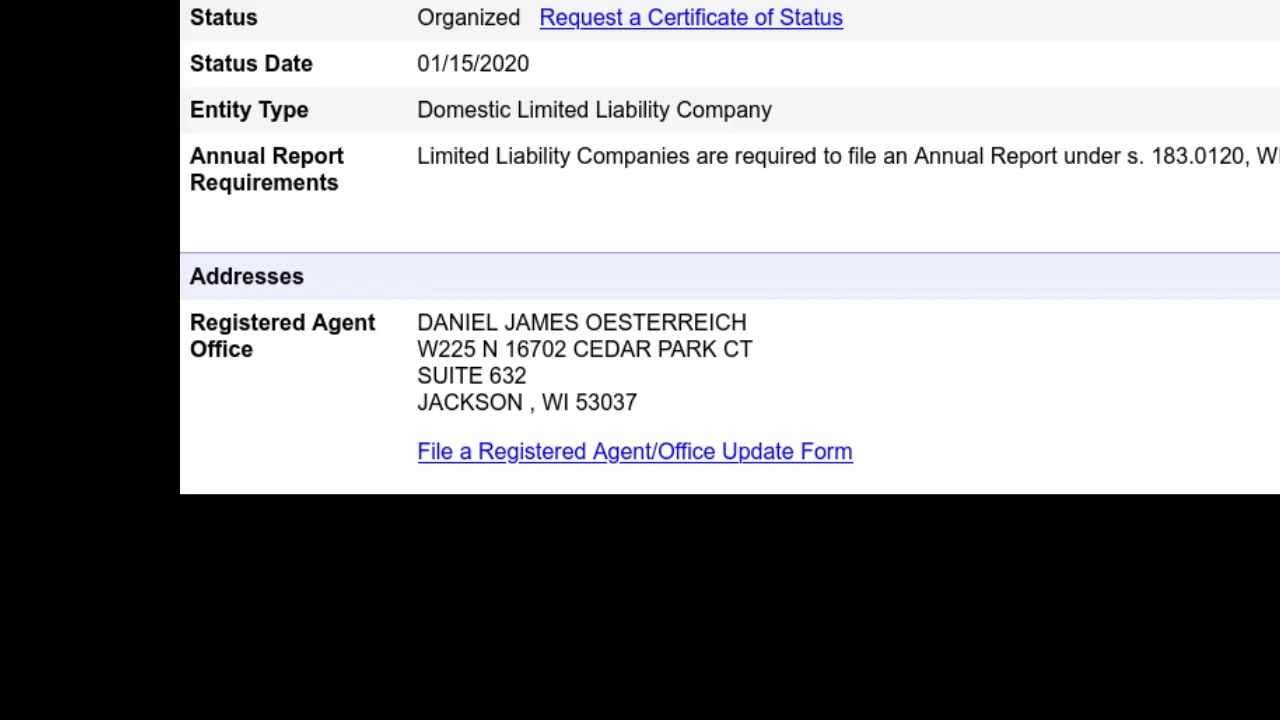 Status Organized Request a Certificate of Status
Status Date 01/15/2020
Entity Type Domestic Limited Liability Company
Annual Report Limited Liability Companies are required to file an Annual Report under s. 183.0120, WI
Requirements
Addresses
Registered Agent DANIEL JAMES OESTERREICH
Office W225 N 16702 CEDAR PARK CT
SUITE 632
JACKSON , WI 53037
File a Registered Agent/Office Update Form